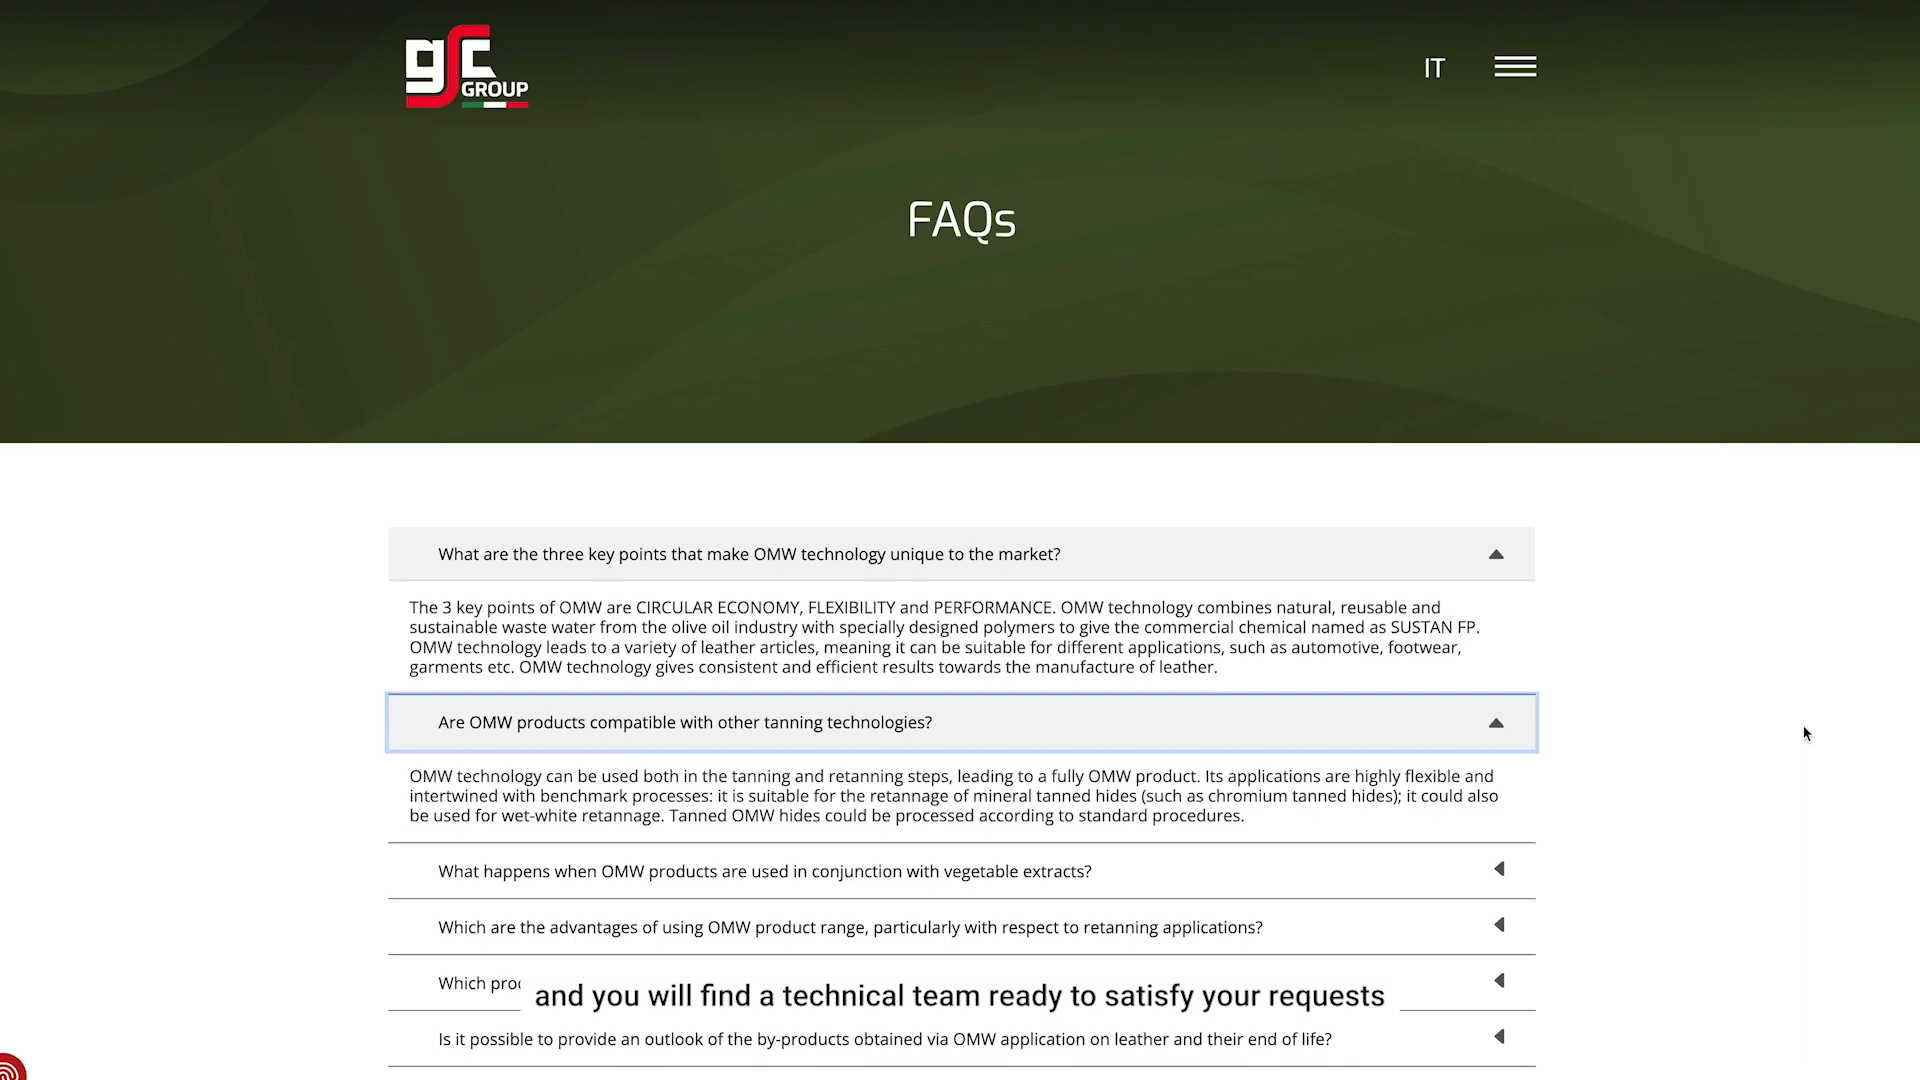 gsc
GROUP
IT
FAQs
What are the three key points that make OMW technology unique to the market?
The 3 key points of OMW are CIRCULAR ECONOMY, FLEXIBILITY and PERFORMANCE. OMW technology combines natural, reusable and
sustainable waste water from the olive oil industry with specially designed polymers to give the commercial chemical named as SUSTAN FP.
OMW technology leads to a variety of leather articles, meaning it can be suitable for different applications, such as automotive, footwear,
garments etc. OMW technology gives consistent and efficient results towards the manufacture of leather.
Are OMW products compatible with other tanning technologies?
OMW technology can be used both in the tanning and retanning steps, leading to a fully OMW product. Its applications are highly flexible and
intertwined with benchmark processes: it is suitable for the retannage of mineral tanned hides (such as chromium tanned hides); it could also
be used for wet-white retannage. Tanned OMW hides could be processed according to standard procedures.
What happens when OMW products are used in conjunction with vegetable extracts?
Which are the advantages of using OMW product range, particularly with respect to retanning applications?
Which
and you will find a technical team ready to satisfy your requests
Is it possible to provide an outlook of the by-products obtained via OMW application on leather and their end of life?